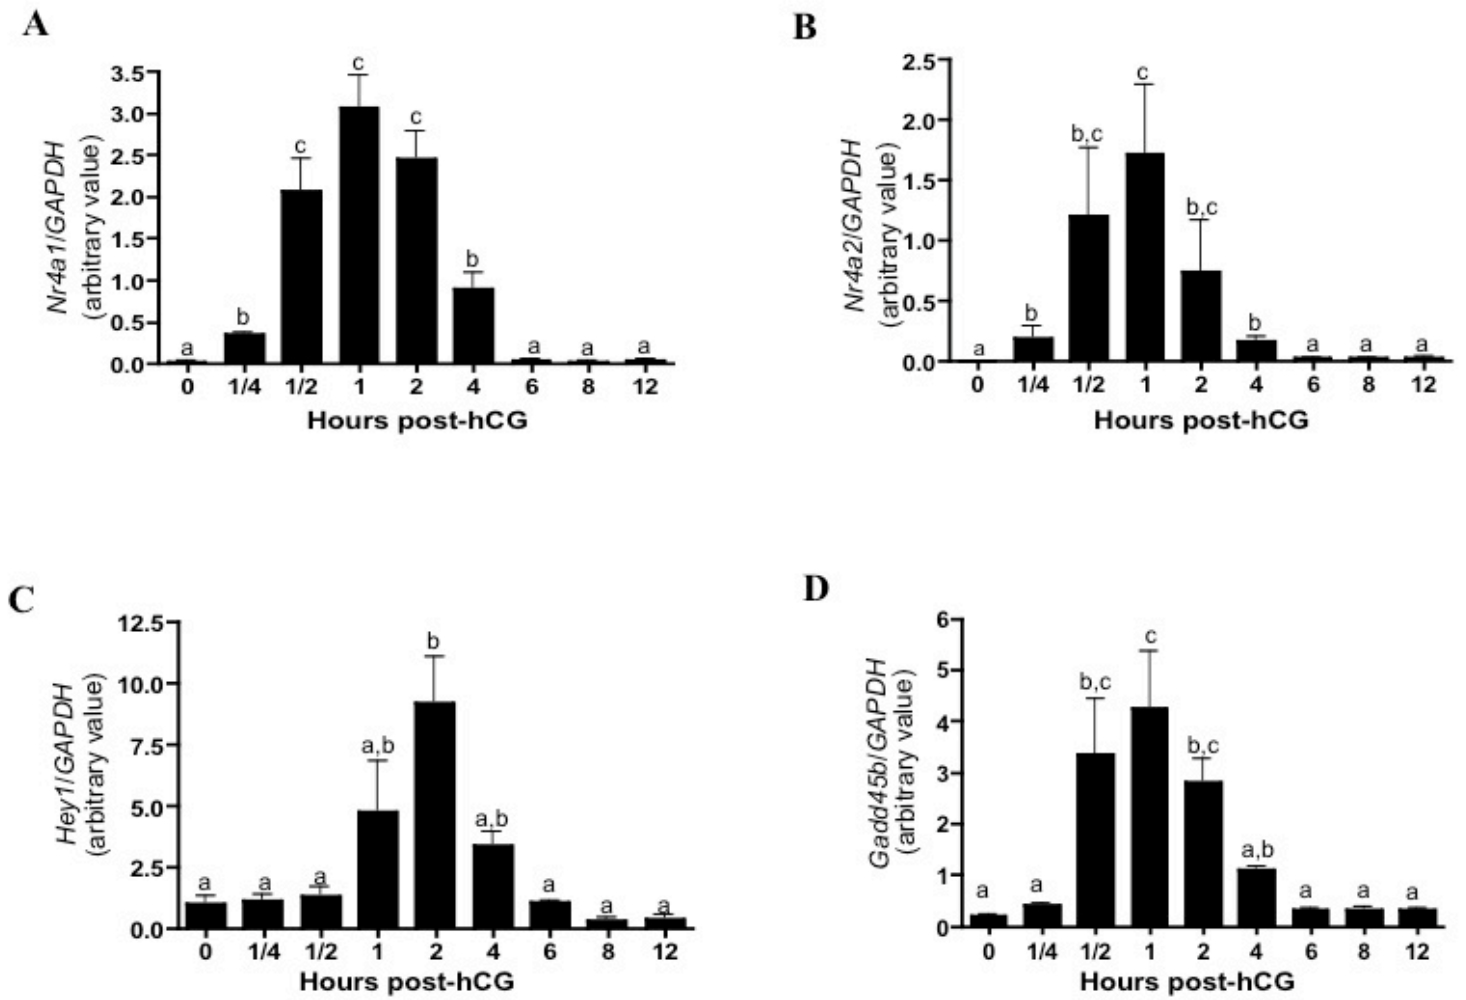 A
Nr4a1/GAPDH
(arbitrary value)
3.5
3.0
2.5
2.0
1.5
1.0
0.5
0.0
a
b
c
c
c
b
a
a
a
0 1/4 1/2 1 2 4 6 8 12
Hours post-hCG
B
Nr4a2/GAPDH
(arbitrary value)
2.5
2.0
1.5
1.0
0.5
0.0
a
b
b,c
c
b,c
b
a
a
a
0 1/4 1/2 1 2 4 6 8 12
Hours post-hCG
C
Hey1/GAPDH
(arbitrary value)
12.5
10.0
7.5
5.0
2.5
0.0
a
a
a
a,b
b
a,b
a
a
a
0 1/4 1/2 1 2 4 6 8 12
Hours post-hCG
D
Gadd45b/GAPDH
(arbitrary value)
6
5
4
3
2
1
0
a
a
b,c
c
b,c
a,b
a
a
a
0 1/4 1/2 1 2 4 6 8 12
Hours post-hCG